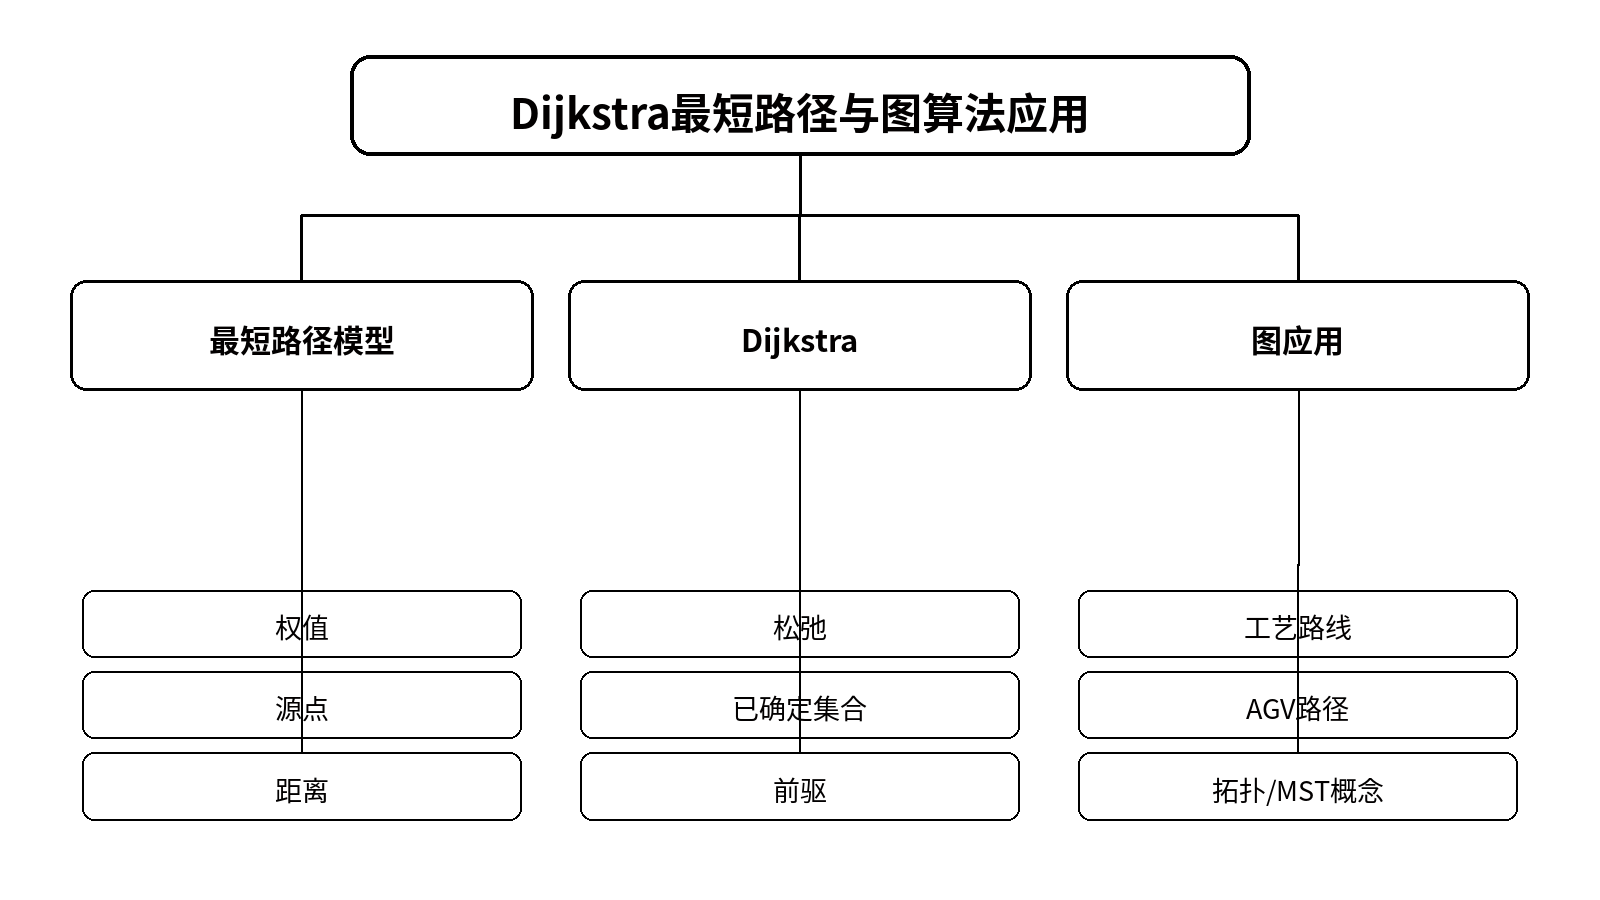 Dijkstra最短路径与图算法应用
最短路径模型
Dijkstra
图应用
权值
松弛
工艺路线
源点
已确定集合
AGV路径
距离
前驱
拓扑/MST概念